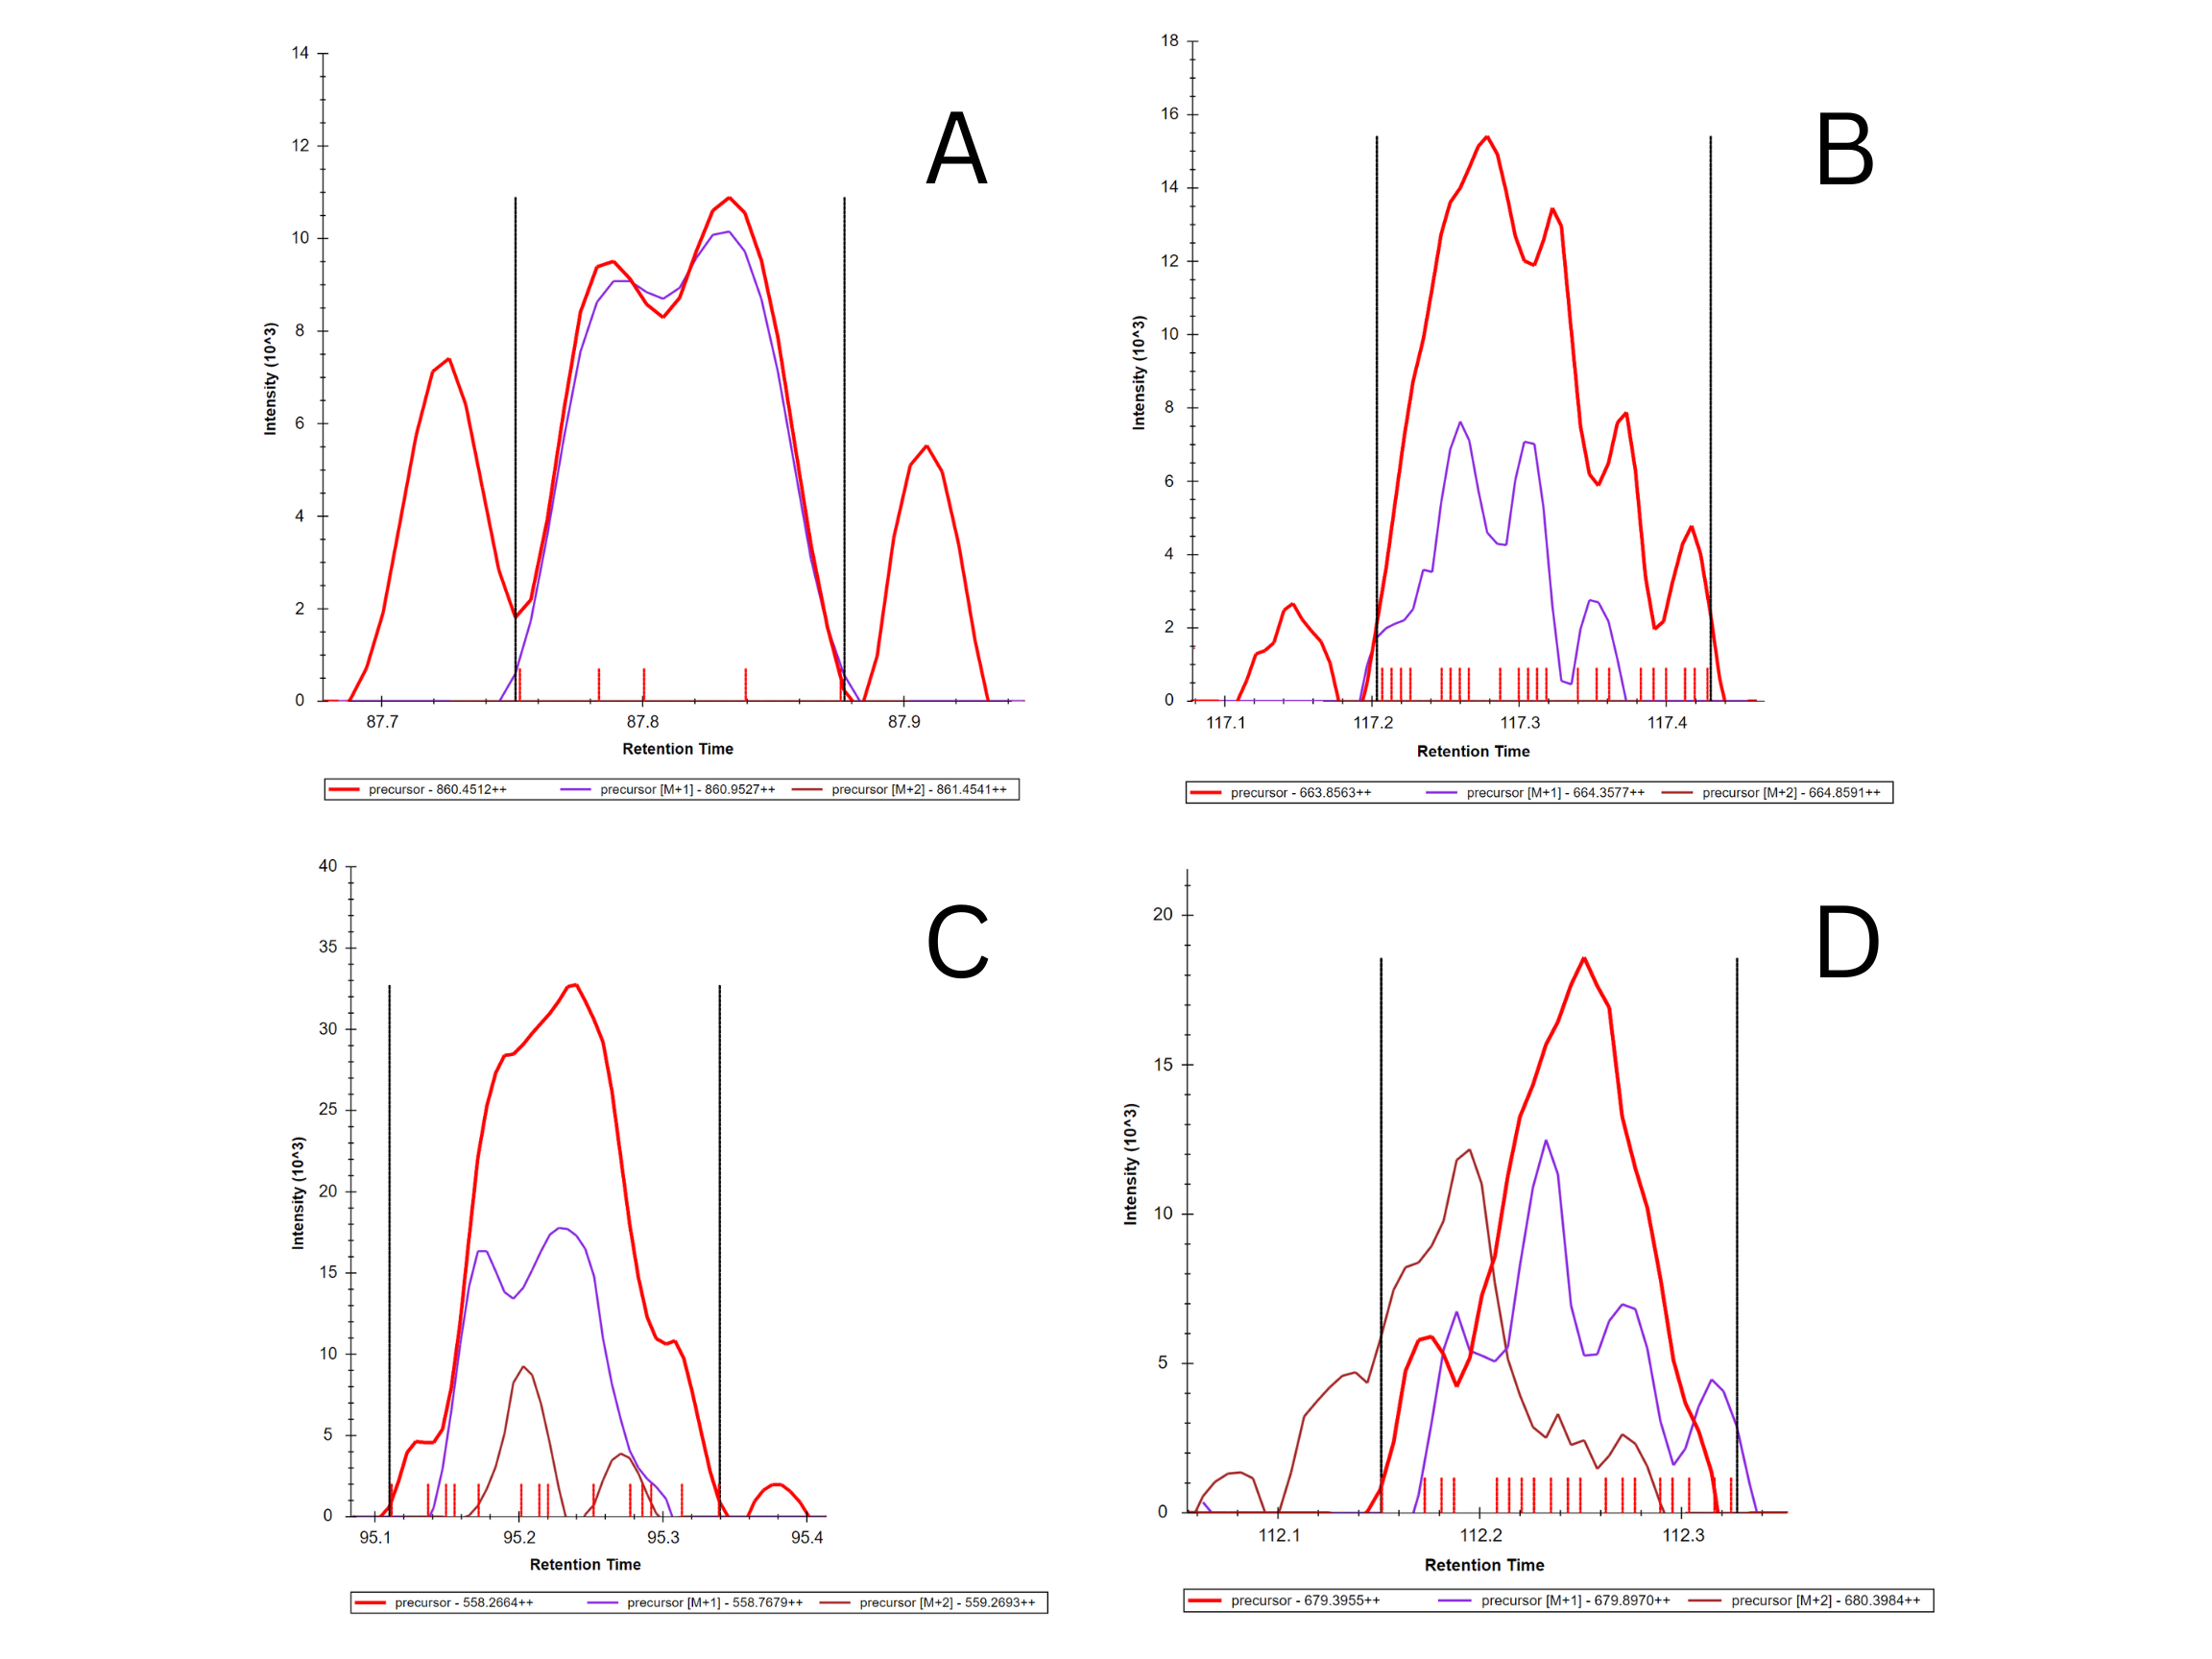 A
14
12
10
8
6
4
2
0
Intensity (10^3)
87.7 87.8 87.9
Retention Time
precursor - 860.4512++ precursor [M+1] - 860.9527++ precursor [M+2] - 861.4541++
B
18
16
14
12
10
8
6
4
2
0
Intensity (10^3)
117.1 117.2 117.3 117.4
Retention Time
precursor - 663.8563++ precursor [M+1] - 664.3577++ precursor [M+2] - 664.8591++
C
40
35
30
25
20
15
10
5
0
Intensity (10^3)
95.1 95.2 95.3 95.4
Retention Time
precursor - 558.2664++ precursor [M+1] - 558.7679++ precursor [M+2] - 559.2693++
D
20
15
10
5
0
Intensity (10^3)
112.1 112.2 112.3
Retention Time
precursor - 679.3955++ precursor [M+1] - 679.8970++ precursor [M+2] - 680.3984++